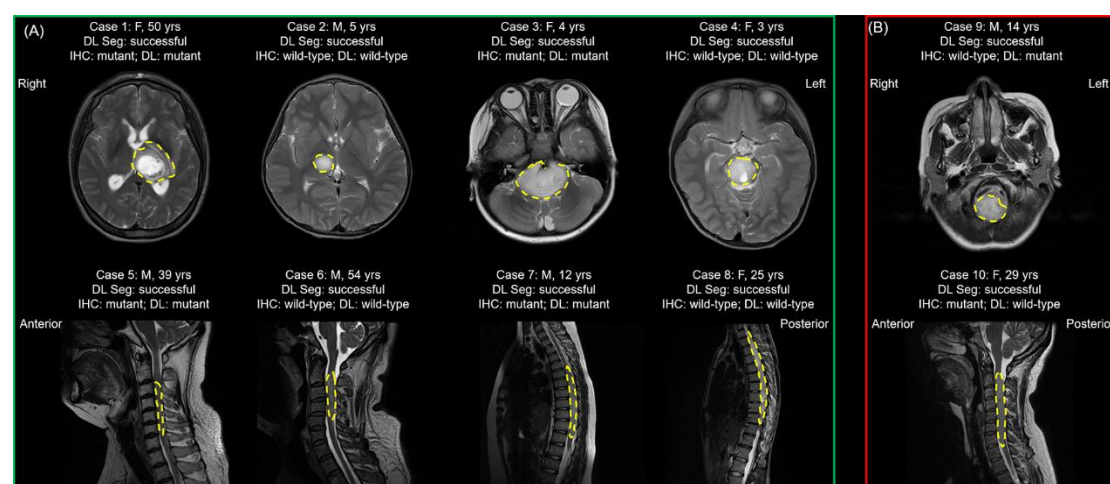 (A)
Case 1: F, 50 yrs
DL Seg: successful
IHC: mutant; DL: mutant
Case 2: M, 5 yrs
DL Seg: successful
IHC: wild-type; DL: wild-type
Case 3: F, 4 yrs
DL Seg: successful
IHC: mutant; DL: mutant
Case 4: F, 3 yrs
DL Seg: successful
IHC: wild-type; DL: wild-type
Right
Left
Case 5: M, 39 yrs
DL Seg: successful
IHC: mutant; DL: mutant
Case 6: M, 54 yrs
DL Seg: successful
IHC: wild-type; DL: wild-type
Case 7: M, 12 yrs
DL Seg: successful
IHC: mutant; DL: mutant
Case 8: F, 25 yrs
DL Seg: successful
IHC: wild-type; DL: wild-type
Anterior
Posterior
(B)
Case 9: M, 14 yrs
DL Seg: successful
IHC: wild-type; DL: mutant
Right
Left
Case 10: F, 29 yrs
DL Seg: successful
IHC: mutant; DL: wild-type
Anterior
Posterior